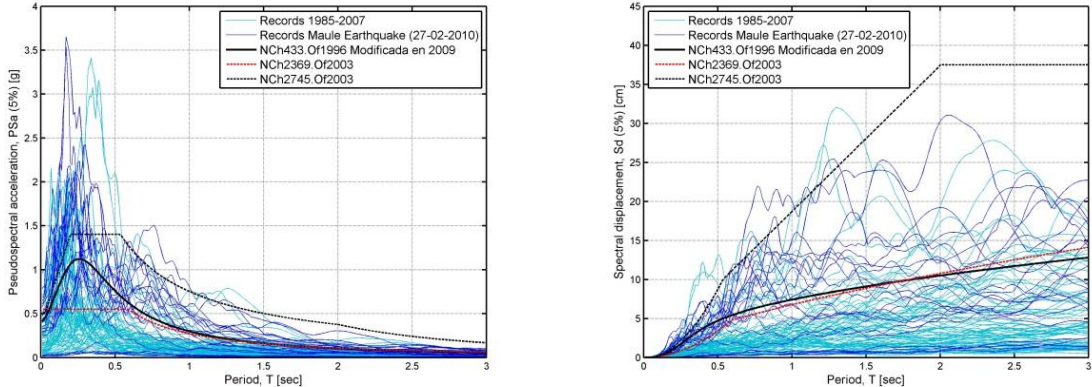 Records 1985-2007
Records Maule Earthquake (27-02-2010)
NCh433.Of1996 Modificada en 2009
NCh2369.Of2003
NCh2745.Of2003
Pseudospectral acceleration, PSa (5%) [g]
4
3.5
3
2.5
2
1.5
1
0.5
0
0 0.5 1 1.5 2 2.5 3
Period, T [sec]
Records 1985-2007
Records Maule Earthquake (27-02-2010)
NCh433.Of1996 Modificada en 2009
NCh2369.Of2003
NCh2745.Of2003
Spectral displacement, Sd (5%) [cm]
45
40
35
30
25
20
15
10
5
0
0 0.5 1 1.5 2 2.5 3
Period, T [sec]